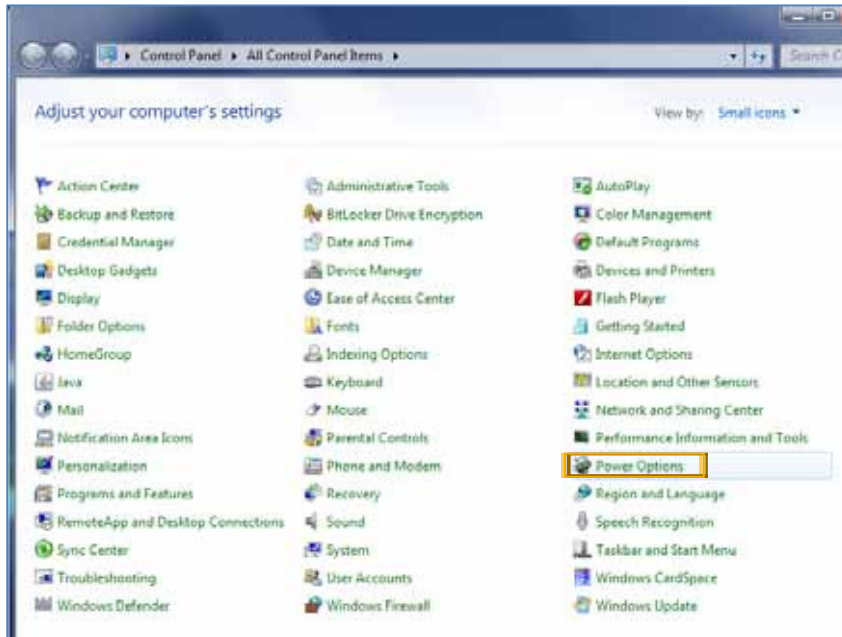 Control Panel All Control Panel Items Search C
Adjust your computer's settings View by: Small icons
Action Center Administrative Tools AutoPlay
Backup and Restore BitLocker Drive Encryption Color Management
Credential Manager Date and Time Default Programs
Desktop Gadgets Device Manager Devices and Printers
Display Ease of Access Center Flash Player
Folder Options Fonts Getting Started
HomeGroup Indexing Options Internet Options
Java Keyboard Location and Other Sensors
Mail Mouse Network and Sharing Center
Notification Area Icons Parental Controls Performance Information and Tools
Personalization Phone and Modem Power Options
Programs and Features Recovery Region and Language
RemoteApp and Desktop Connections Sound Speech Recognition
Sync Center System Taskbar and Start Menu
Troubleshooting User Accounts Windows CardSpace
Windows Defender Windows Firewall Windows Update